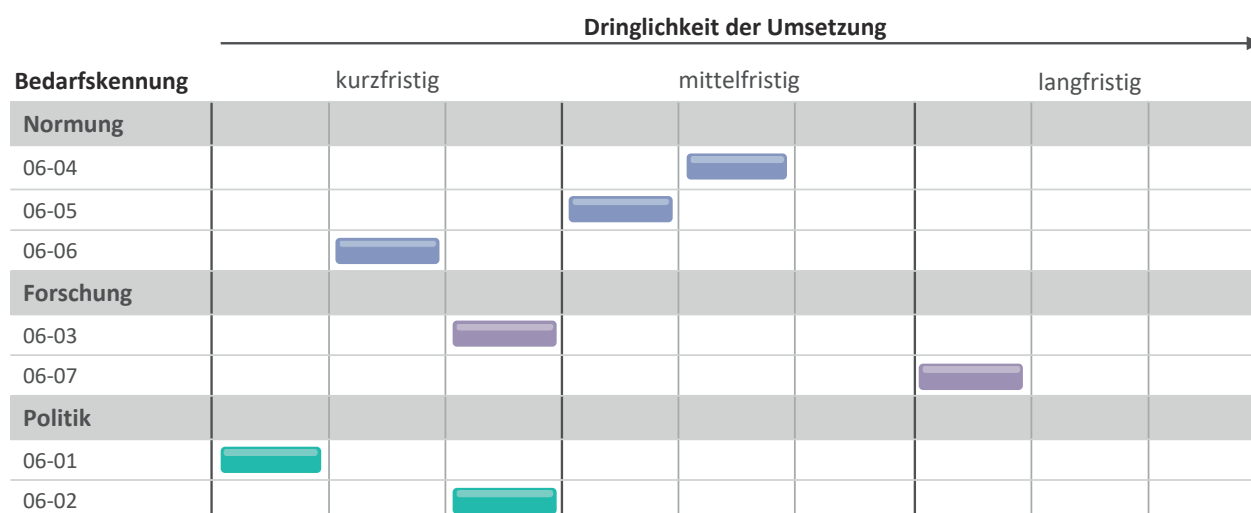 Dringlichkeit der Umsetzung
Bedarfskennung kurzfristig mittelfristig langfristig
Normung
06-04
06-05
06-06
Forschung
06-03
06-07
Politik
06-01
06-02